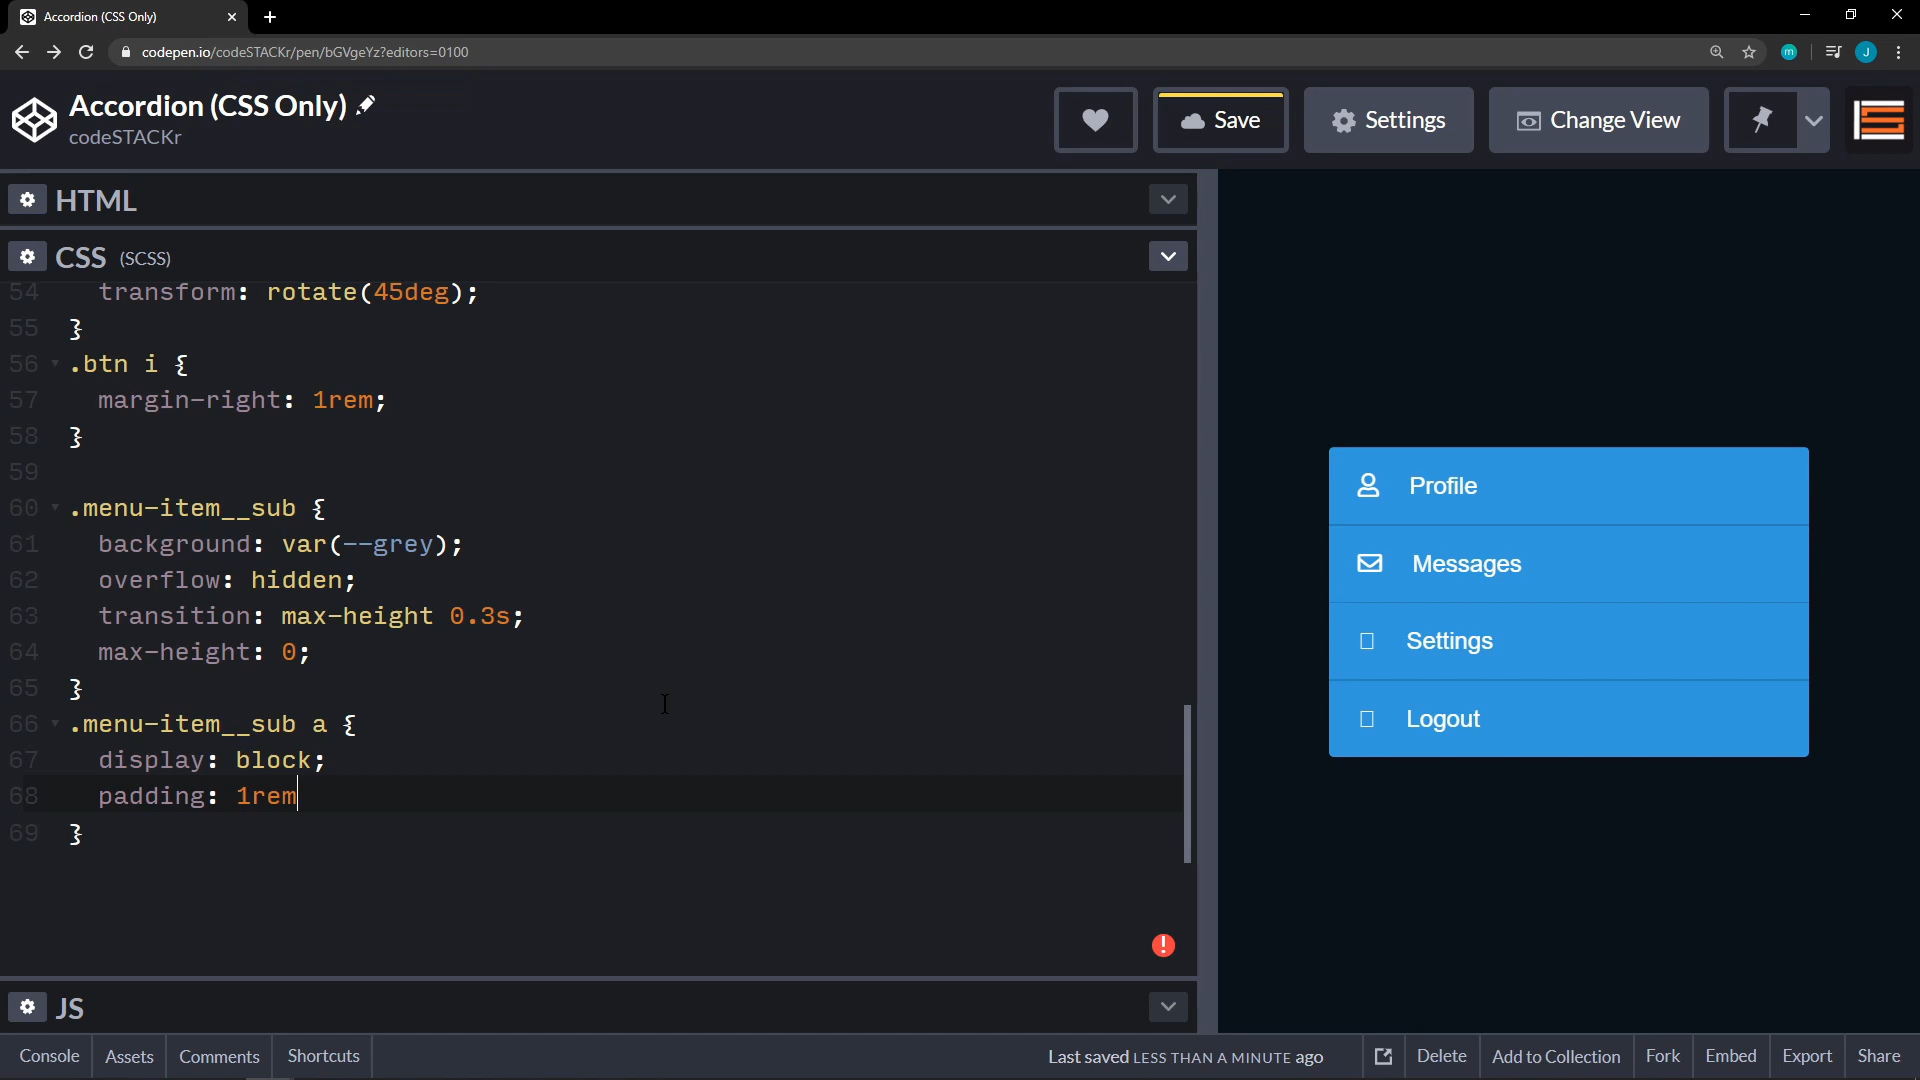 Accordion (CSS Only)
codepen.io/codeSTACKr/pen/bGVgeYz?editors=0100
m
J
Accordion (CSS Only)
codeSTACKr
Save
Settings
Change View
HTML
CSS (SCSS)
54 transform: rotate(45deg);
55 }
56 .btn i {
57 margin-right: 1rem;
58 }
59
60 .menu-item__sub {
61 background: var(--grey);
62 overflow: hidden;
63 transition: max-height 0.3s;
64 max-height: 0;
65 }
66 .menu-item__sub a {
67 display: block;
68 padding: 1rem
69 }
Profile
Messages
Settings
Logout
JS
Console
Assets
Comments
Shortcuts
Last saved LESS THAN A MINUTE ago
Delete
Add to Collection
Fork
Embed
Export
Share